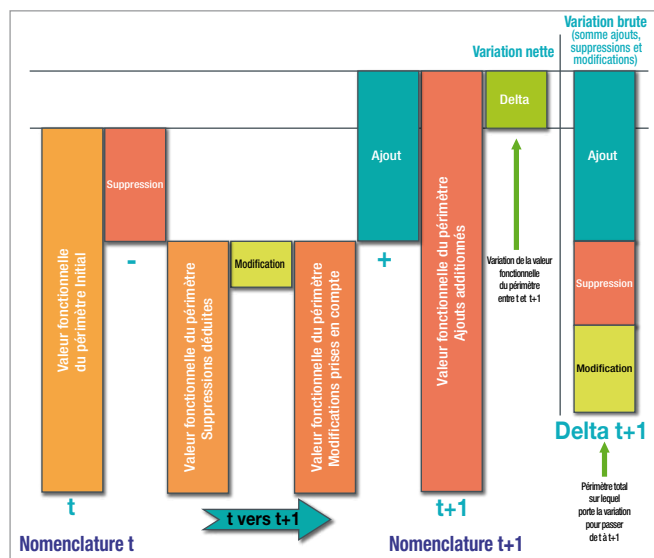 Variation brute
(somme ajouts,
suppressions et
modifications)
Variation nette
Delta
Ajout
Ajout
Suppression
-
+
Valeur fonctionnelle
du périmètre Initial
Valeur fonctionnelle du périmètre
Suppressions déduites
Modification
Valeur fonctionnelle du périmètre
Modifications prises en compte
Valeur fonctionnelle du périmètre
Ajouts additionnés
Variation de la valeur
fonctionnelle
du périmètre
entre t et t+1
Suppression
Modification
Delta t+1
t
t vers t+1
t+1
Périmètre total
sur lequel
porte la variation
pour passer
de t à t+1
Nomenclature t
Nomenclature t+1